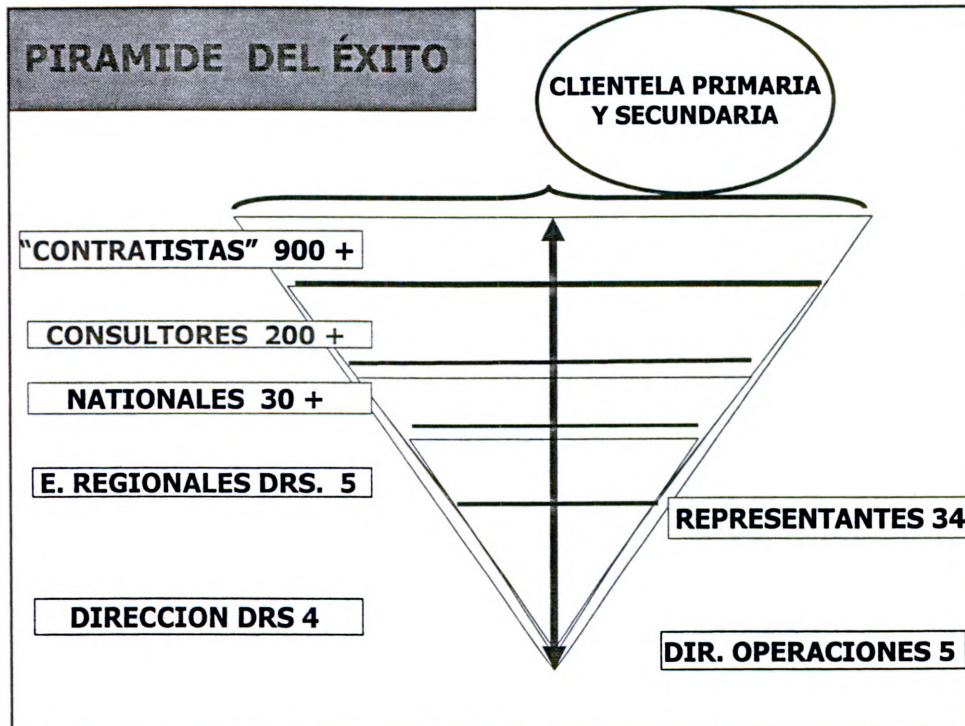 PIRAMIDE DEL ÉXITO
CLIENTELA PRIMARIA
Y SECUNDARIA
"CONTRATISTAS" 900 +
CONSULTORES 200 +
NATIONALES 30 +
E. REGIONALES DRS. 5
REPRESENTANTES 34
DIRECCION DRS 4
DIR. OPERACIONES 5